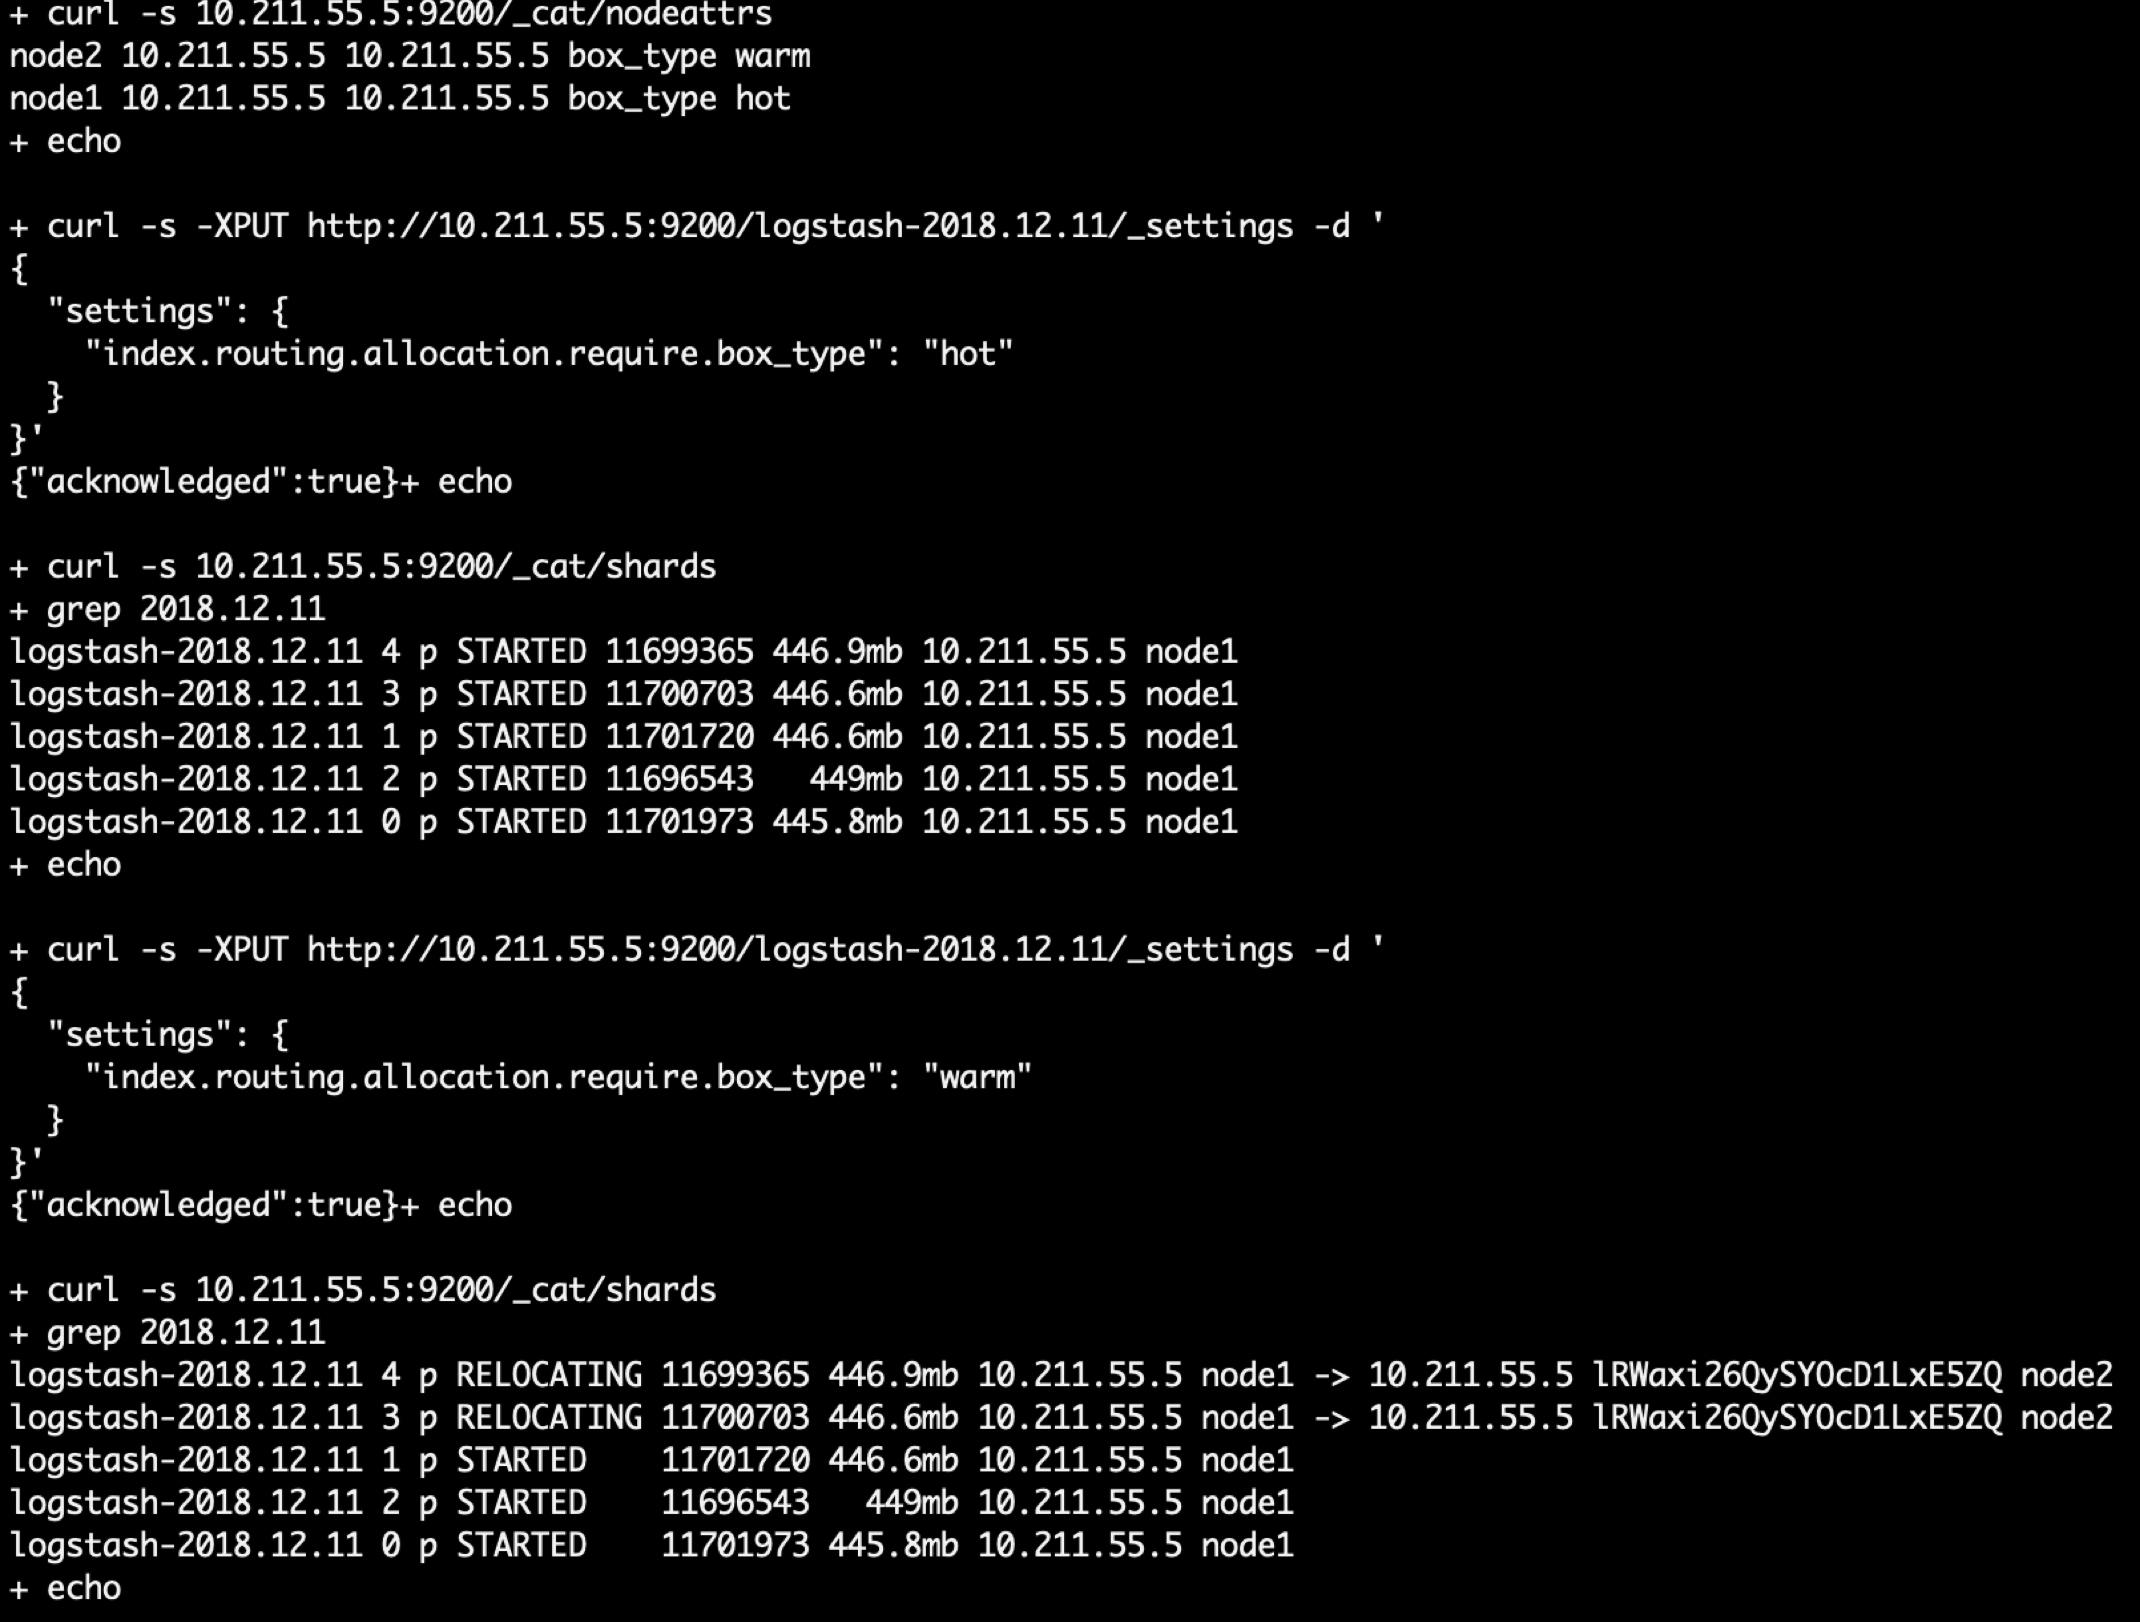 + curl -s 10.211.55.5:9200/_cat/nodeattrs
node2 10.211.55.5 10.211.55.5 box_type warm
node1 10.211.55.5 10.211.55.5 box_type hot
+ echo

+ curl -s -XPUT http://10.211.55.5:9200/logstash-2018.12.11/_settings -d '
{
  "settings": {
    "index.routing.allocation.require.box_type": "hot"
  }
}'
{"acknowledged":true}+ echo

+ curl -s 10.211.55.5:9200/_cat/shards
+ grep 2018.12.11
logstash-2018.12.11 4 p STARTED 11699365 446.9mb 10.211.55.5 node1
logstash-2018.12.11 3 p STARTED 11700703 446.6mb 10.211.55.5 node1
logstash-2018.12.11 1 p STARTED 11701720 446.6mb 10.211.55.5 node1
logstash-2018.12.11 2 p STARTED 11696543   449mb 10.211.55.5 node1
logstash-2018.12.11 0 p STARTED 11701973 445.8mb 10.211.55.5 node1
+ echo

+ curl -s -XPUT http://10.211.55.5:9200/logstash-2018.12.11/_settings -d '
{
  "settings": {
    "index.routing.allocation.require.box_type": "warm"
  }
}'
{"acknowledged":true}+ echo

+ curl -s 10.211.55.5:9200/_cat/shards
+ grep 2018.12.11
logstash-2018.12.11 4 p RELOCATING 11699365 446.9mb 10.211.55.5 node1 -> 10.211.55.5 lRWaxi26QySYOcD1LxE5ZQ node2
logstash-2018.12.11 3 p RELOCATING 11700703 446.6mb 10.211.55.5 node1 -> 10.211.55.5 lRWaxi26QySYOcD1LxE5ZQ node2
logstash-2018.12.11 1 p STARTED    11701720 446.6mb 10.211.55.5 node1
logstash-2018.12.11 2 p STARTED    11696543   449mb 10.211.55.5 node1
logstash-2018.12.11 0 p STARTED    11701973 445.8mb 10.211.55.5 node1
+ echo